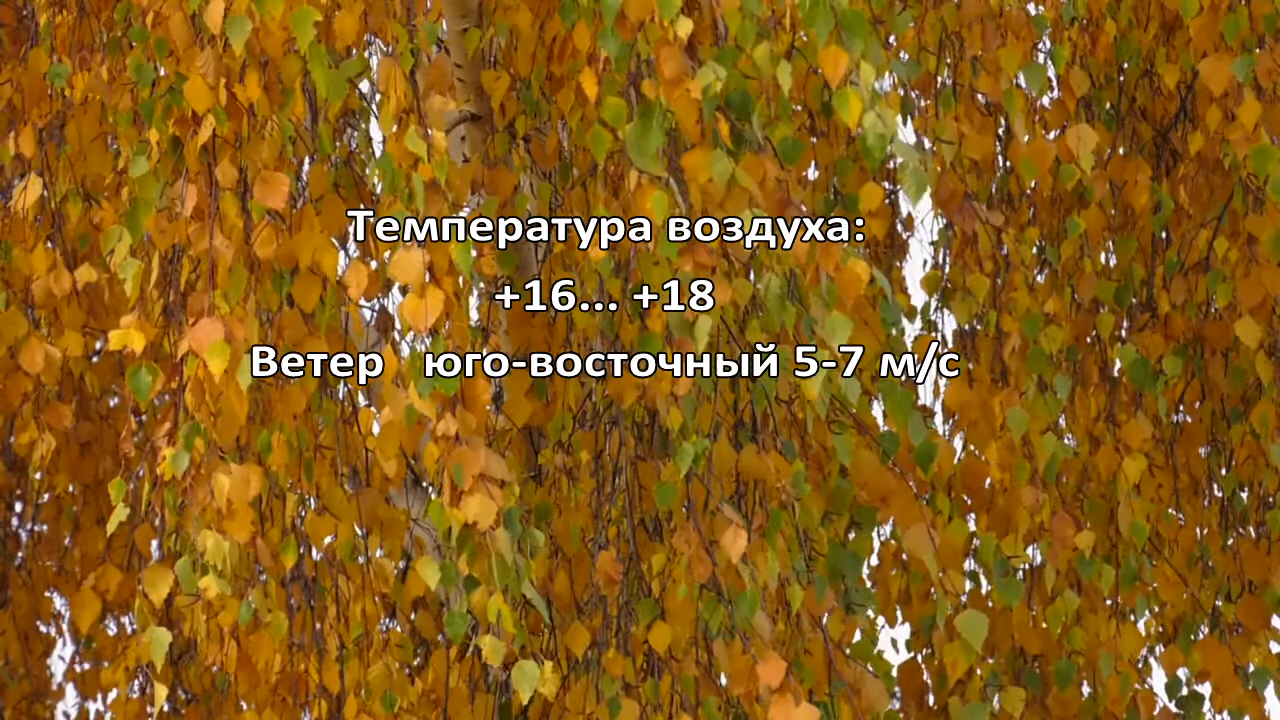 Температура воздуха:
+16... +18
Ветер юго-восточный 5-7 м/с